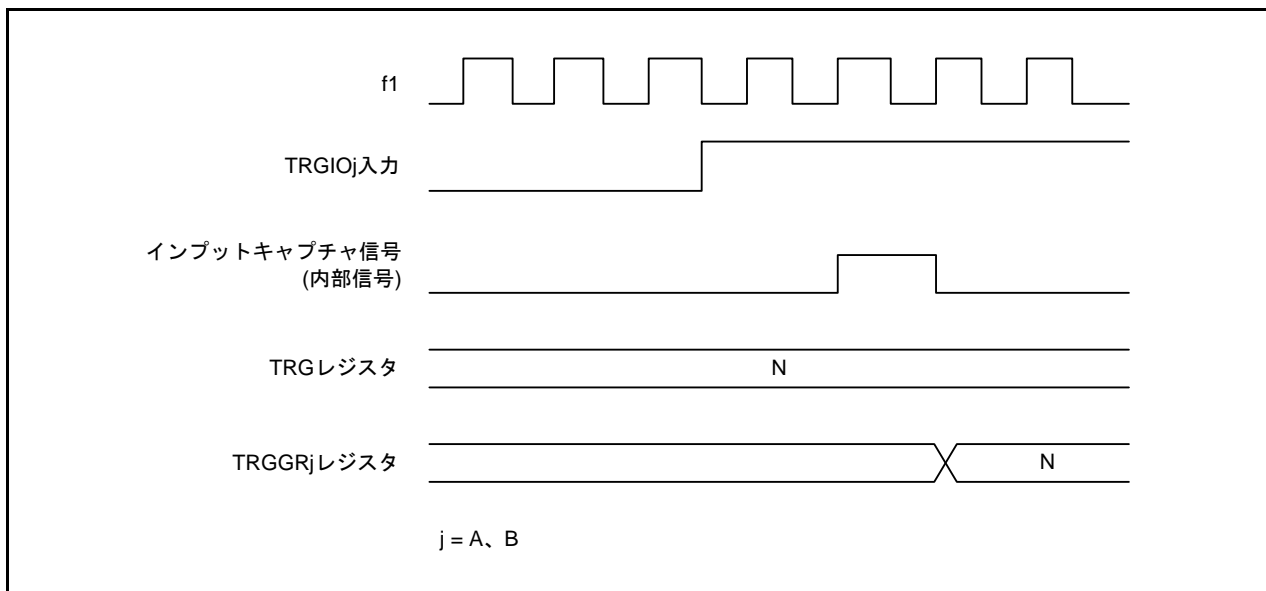 f1
TRGIOj入力
インプットキャプチャ信号
(内部信号)
TRGレジスタ
N
TRGGRjレジスタ
N
j = A、B